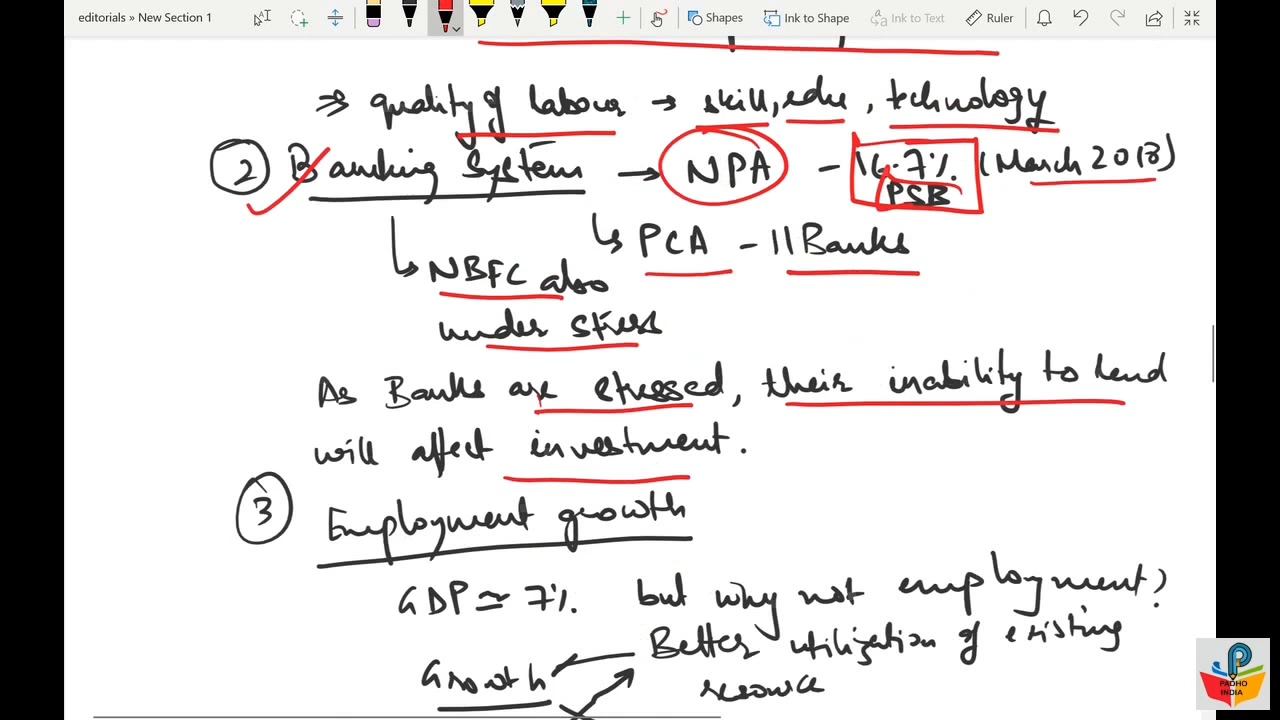 editorials » New Section 1
Shapes
Ink to Shape
Ink to Text
Ruler
⇒ quality of labour → skill, edu, technology
② Banking System → NPA - 16.7% (March 2018)
PSB
↳ PCA - 11 Banks
↳ NBFC also
under stress
As Banks are stressed, their inability to lend
will affect investment.
③ Employment growth
GDP ≃ 7% but why not employment?
Better utilization of existing
resource
Growth
PADHO
INDIA